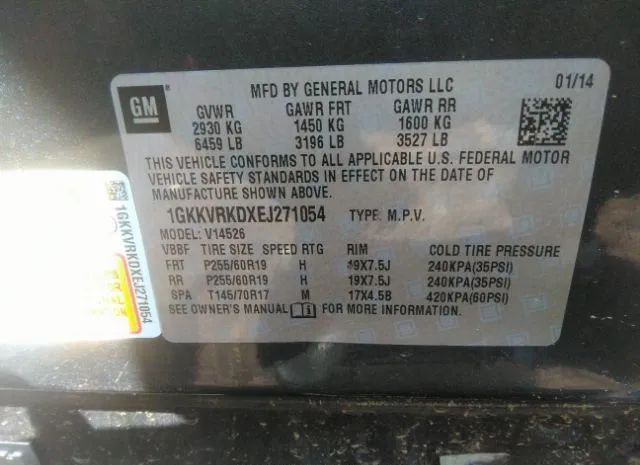 GM
MFD BY GENERAL MOTORS LLC
01/14
GVWR GAWR FRT GAWR RR
2930 KG 1450 KG 1600 KG
6459 LB 3196 LB 3527 LB
THIS VEHICLE CONFORMS TO ALL APPLICABLE U.S. FEDERAL MOTOR
VEHICLE SAFETY STANDARDS IN EFFECT ON THE DATE OF
MANUFACTURE SHOWN ABOVE.
1GKKVRKDXEJ271054 TYPE: M.P.V.
MODEL: V14526
VBBF TIRE SIZE SPEED RTG RIM COLD TIRE PRESSURE
FRT P255/60R19 H 19X7.5J 240KPA(35PSI)
RR P255/60R19 H 19X7.5J 240KPA(35PSI)
SPA T145/70R17 M 17X4.5B 420KPA(60PSI)
SEE OWNER'S MANUAL FOR MORE INFORMATION.
1GKKVRKDXEJ271054